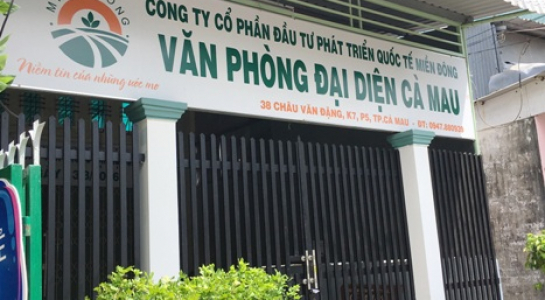 CÔNG TY CỔ PHẦN ĐẦU TƯ PHÁT TRIỂN QUỐC TẾ MIỀN ĐÔNG
Niềm tin của những ước mơ
VĂN PHÒNG ĐẠI DIỆN CÀ MAU
38 CHÂU VĂN ĐẶNG, K7, P5, TP.CÀ MAU - ĐT: